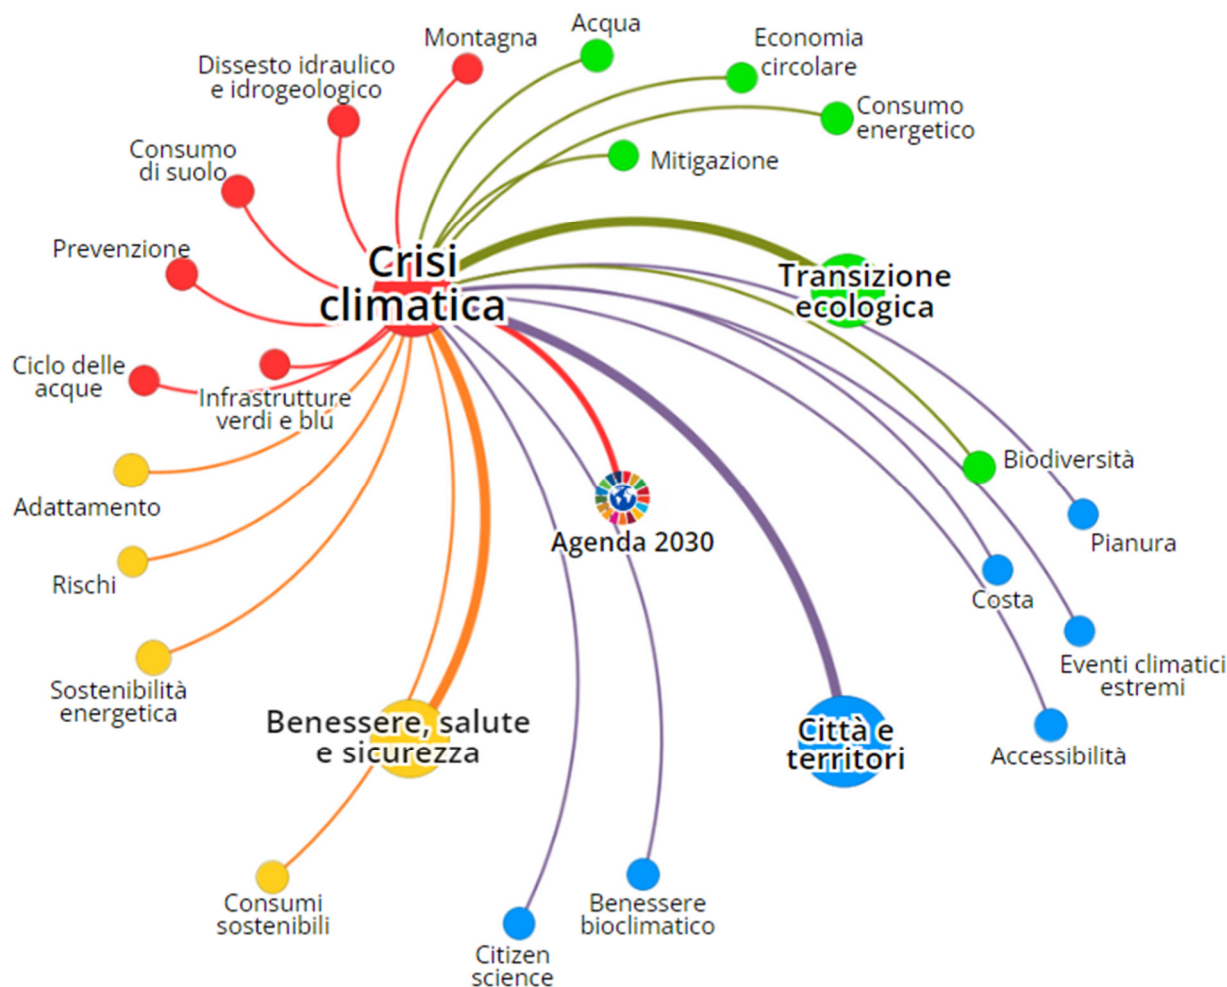 Acqua
Montagna
Economia
circolare
Dissesto idraulico
e idrogeologico
Consumo
energetico
Consumo
di suolo
Mitigazione
Prevenzione
Crisi
climatica
Transizione
ecologica
Ciclo delle
acque
Infrastrutture
verdi e blu
Biodiversità
Adattamento
Agenda 2030
Pianura
Rischi
Costa
Eventi climatici
estremi
Sostenibilità
energetica
Benessere, salute
e sicurezza
Città e
territori
Accessibilità
Consumi
sostenibili
Benessere
bioclimatico
Citizen
science